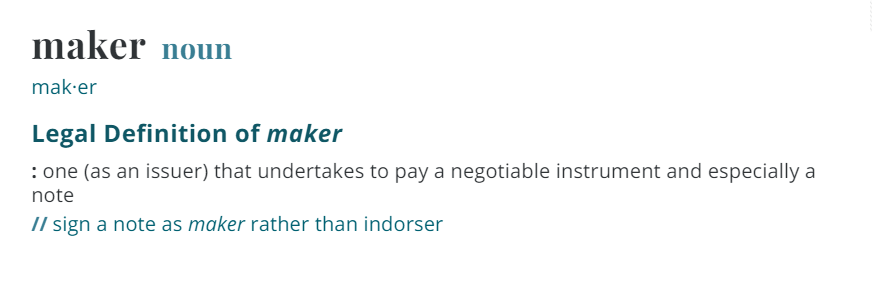 maker noun
mak·er
Legal Definition of maker
: one (as an issuer) that undertakes to pay a negotiable instrument and especially a
note
// sign a note as maker rather than indorser